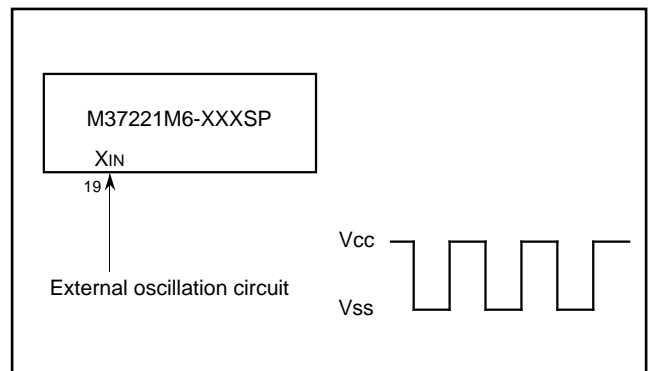 M37221M6-XXXSP
XIN
19
External oscillation circuit
Vcc
Vss